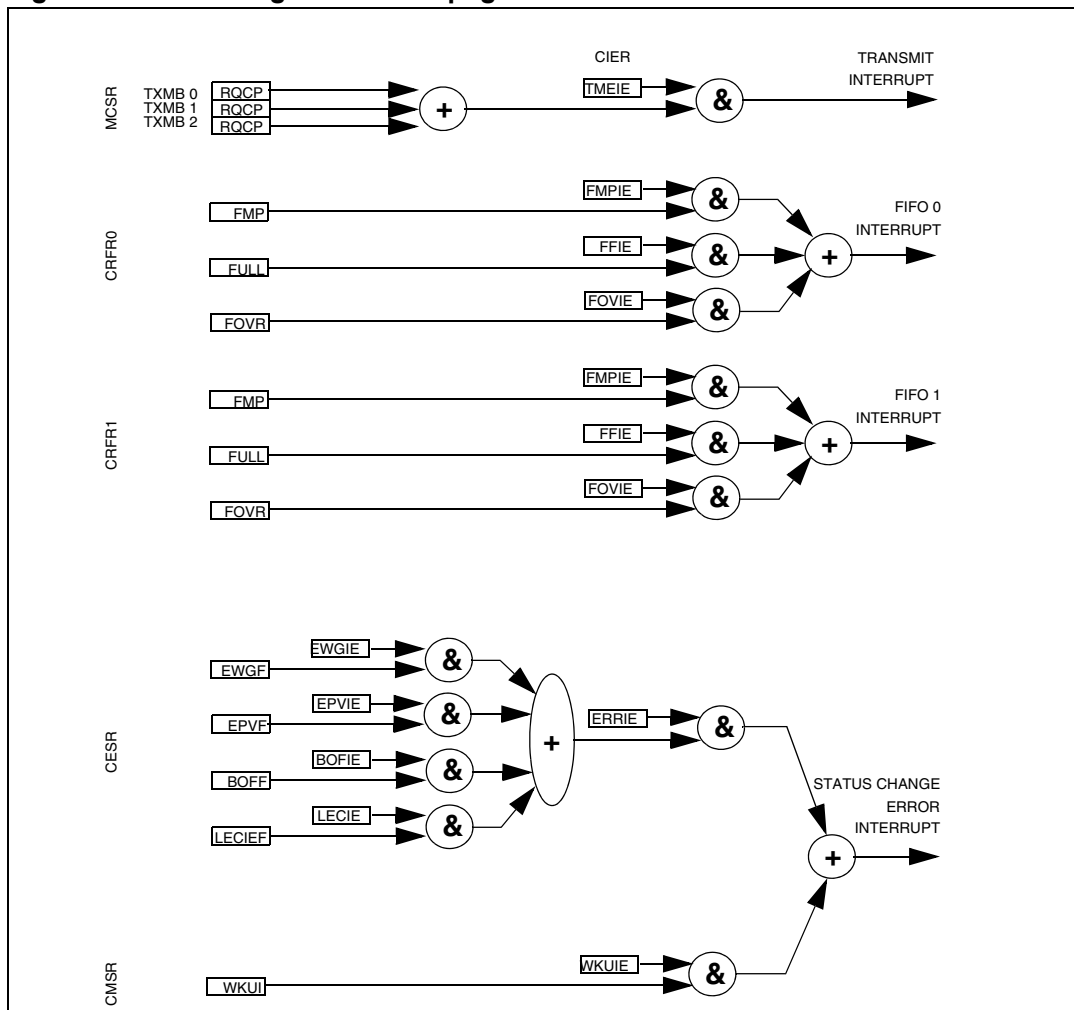 CIER
TRANSMIT
INTERRUPT
MCSR
TXMB 0
RQCP
TMEIE
&
TXMB 1
RQCP
+
TXMB 2
RQCP
FMPIE
&
FMP
FIFO 0
INTERRUPT
CRFR0
FFIE
&
+
FULL
FOVIE
&
FOVR
FMPIE
&
FMP
FIFO 1
INTERRUPT
CRFR1
FFIE
&
+
FULL
FOVIE
&
FOVR
EWGIE
&
EWGF
EPVIE
&
EPVF
ERRIE
&
+
CESR
BOFIE
&
BOFF
STATUS CHANGE
ERROR
INTERRUPT
LECIE
&
LECIEF
+
CMSR
WKUIE
&
WKUI